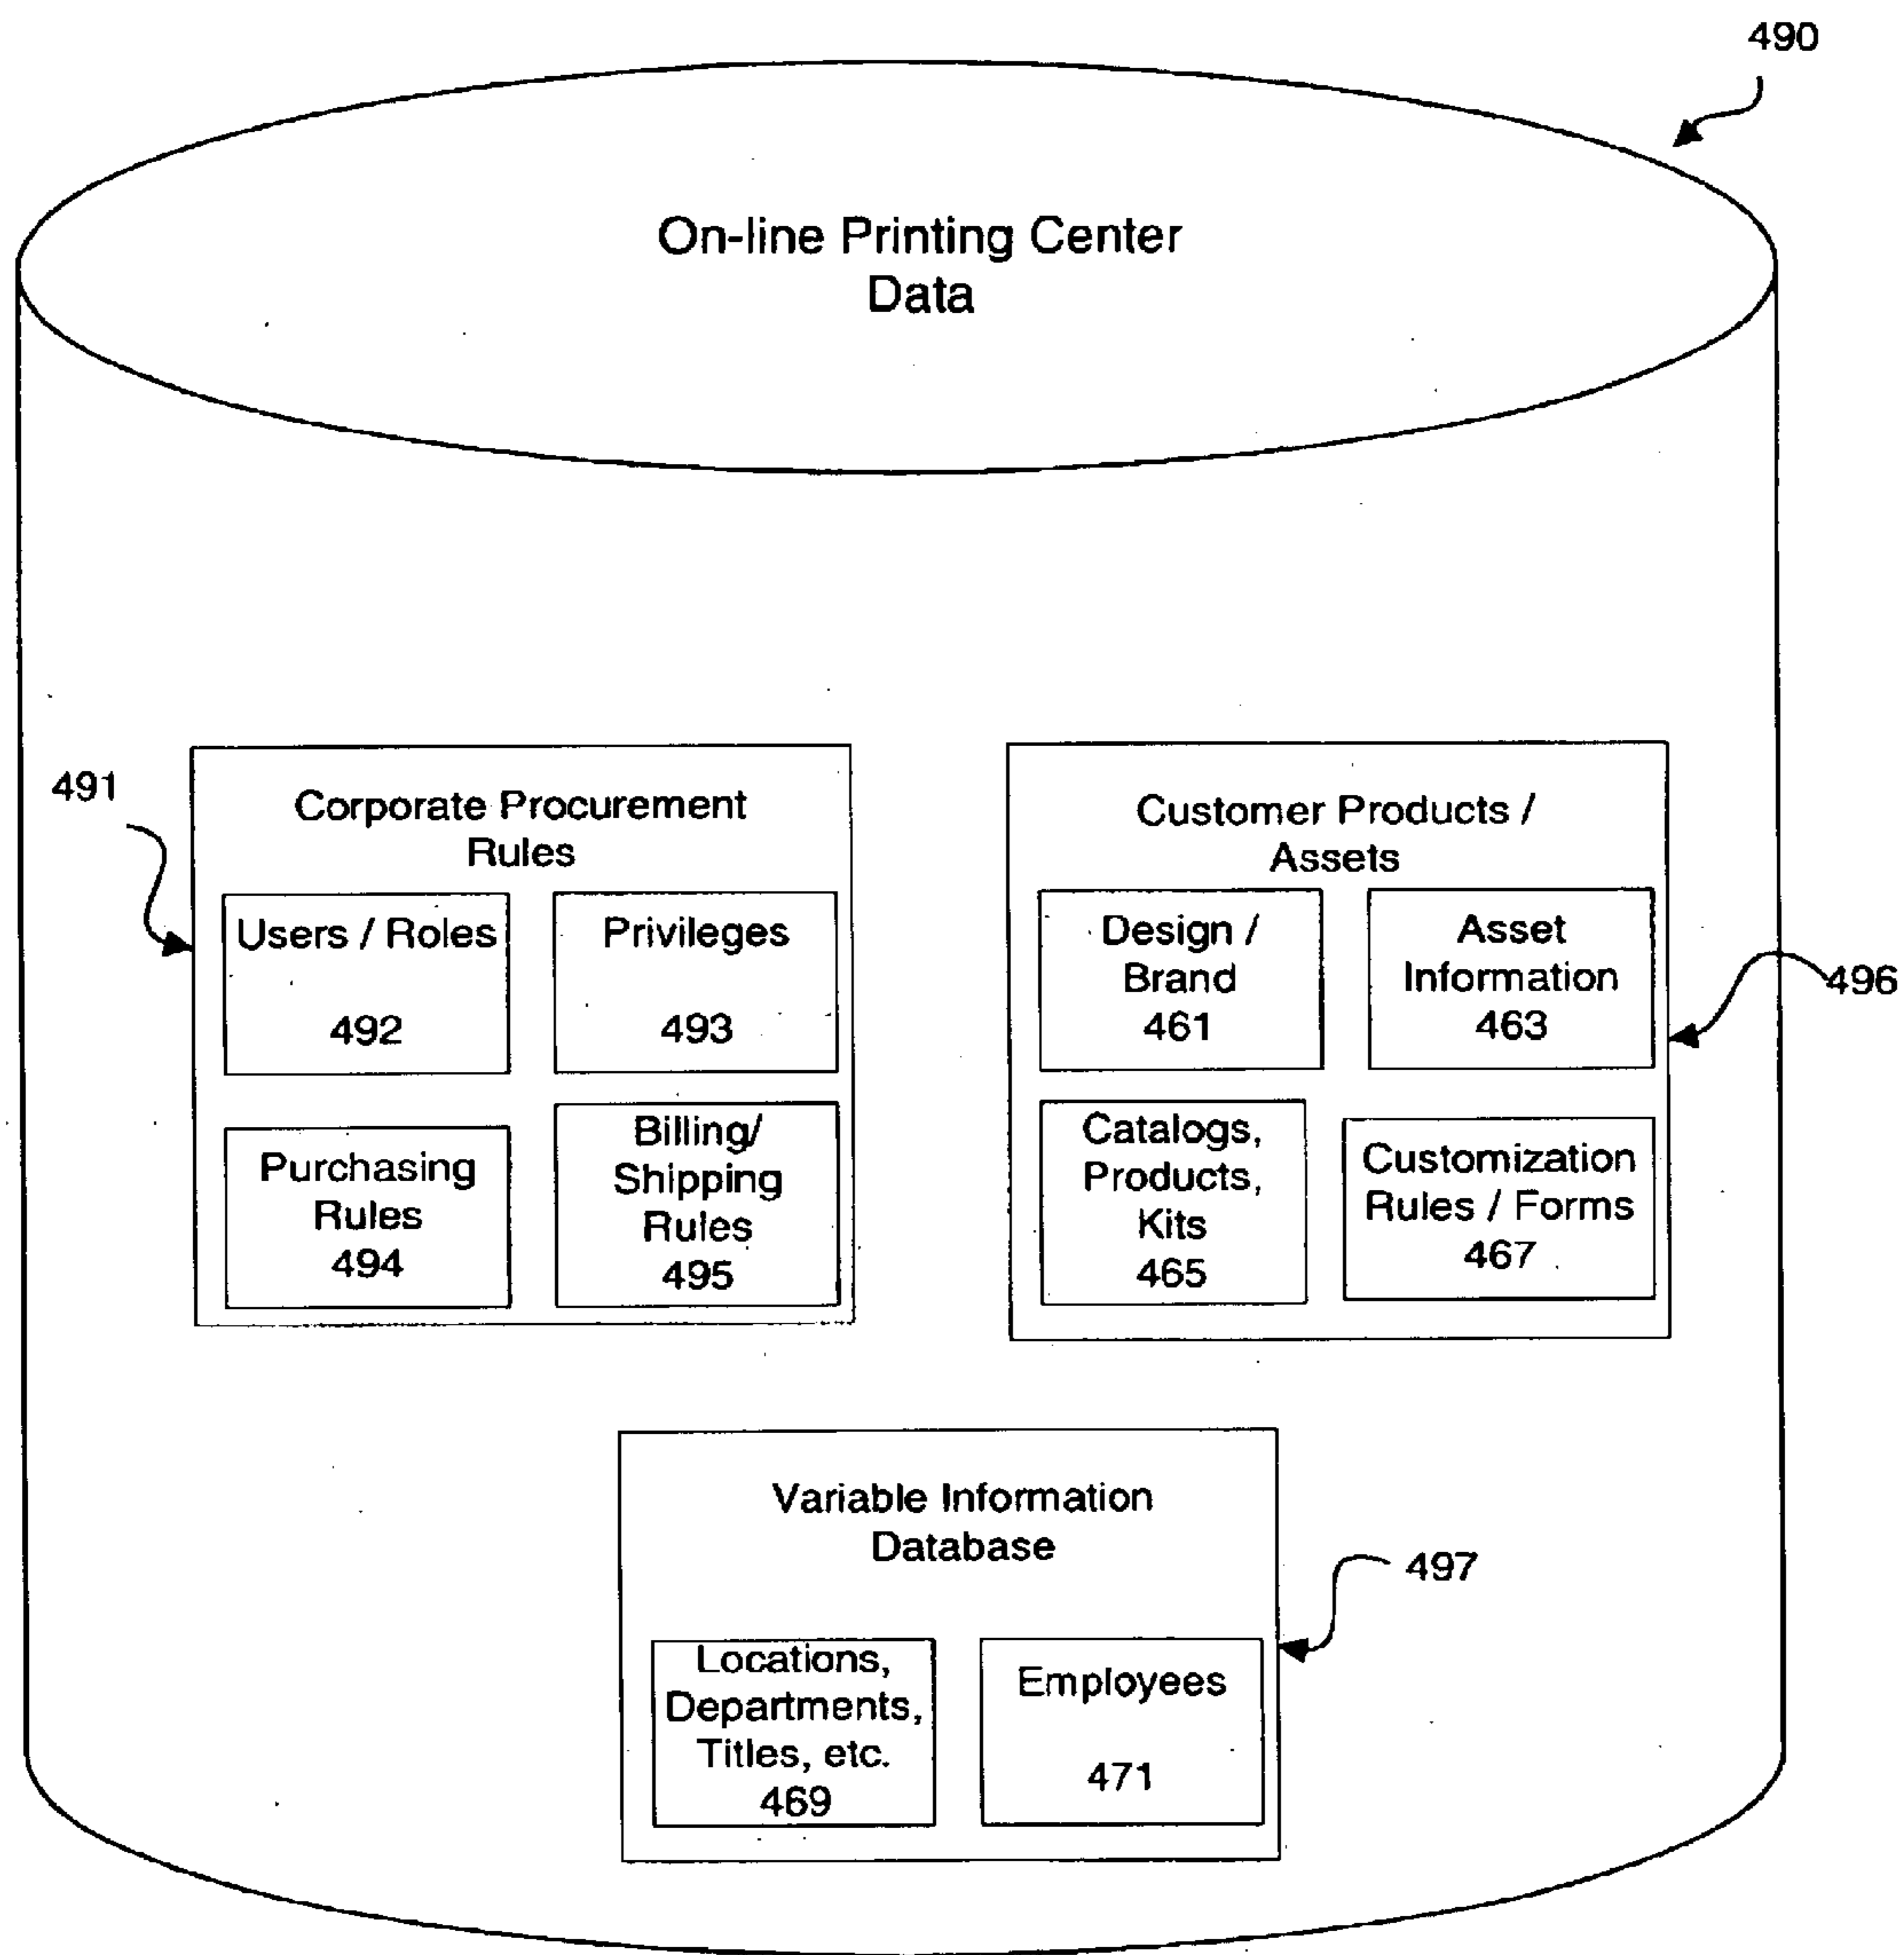 490
On-line Printing Center
Data
491
Corporate Procurement
Rules
Users / Roles
492
Privileges
493
Purchasing
Rules
494
Billing/
Shipping
Rules
495
Customer Products /
Assets
Design /
Brand
461
Asset
Information
463
496
Catalogs,
Products,
Kits
465
Customization
Rules / Forms
467
Variable Information
Database
497
Locations,
Departments,
Titles, etc.
469
Employees
471